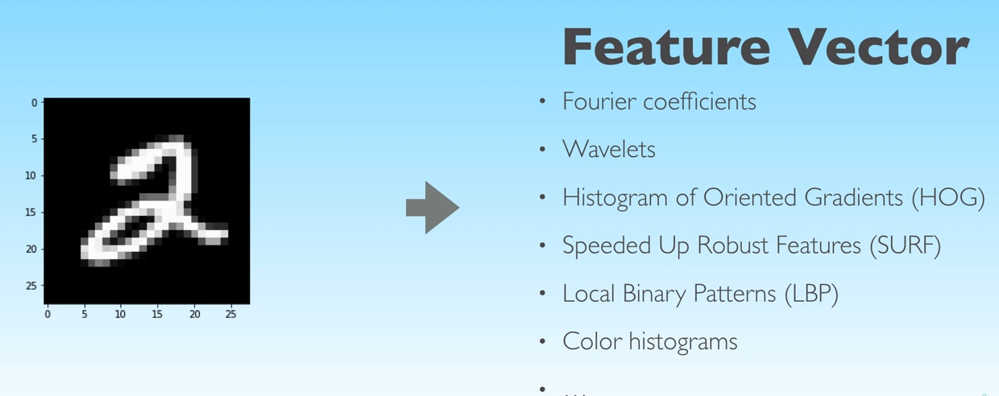 Feature Vector
• Fourier coefficients
• Wavelets
• Histogram of Oriented Gradients (HOG)
• Speeded Up Robust Features (SURF)
• Local Binary Patterns (LBP)
• Color histograms
• ...
0
5
10
15
20
25
0 5 10 15 20 25
2